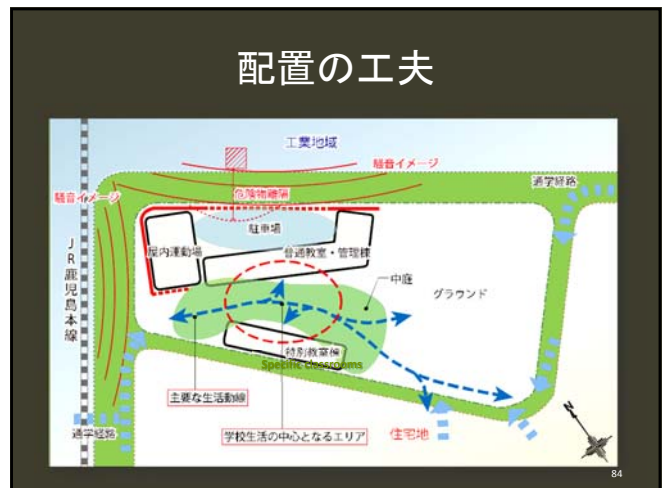 配置の工夫
工業地域
騒音イメージ
通学経路
騒音イメージ
危険物離隔
駐車場
屋内運動場
普通教室・管理棟
JR鹿児島本線
中庭
グラウンド
特別教室棟
Specific classrooms
主要な生活動線
通学経路
学校生活の中心となるエリア
住宅地
N
84